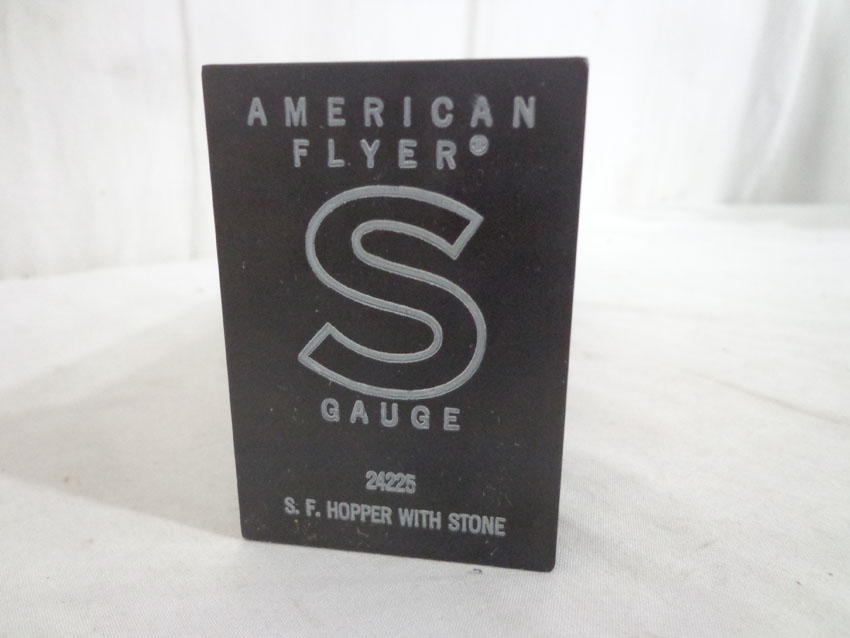 AMERICAN
FLYER®
S
GAUGE
24225
S. F. HOPPER WITH STONE